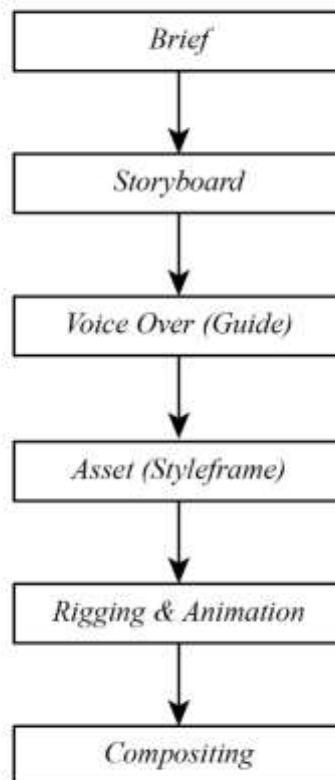 Brief
Storyboard
Voice Over (Guide)
Asset (Styleframe)
Rigging & Animation
Compositing